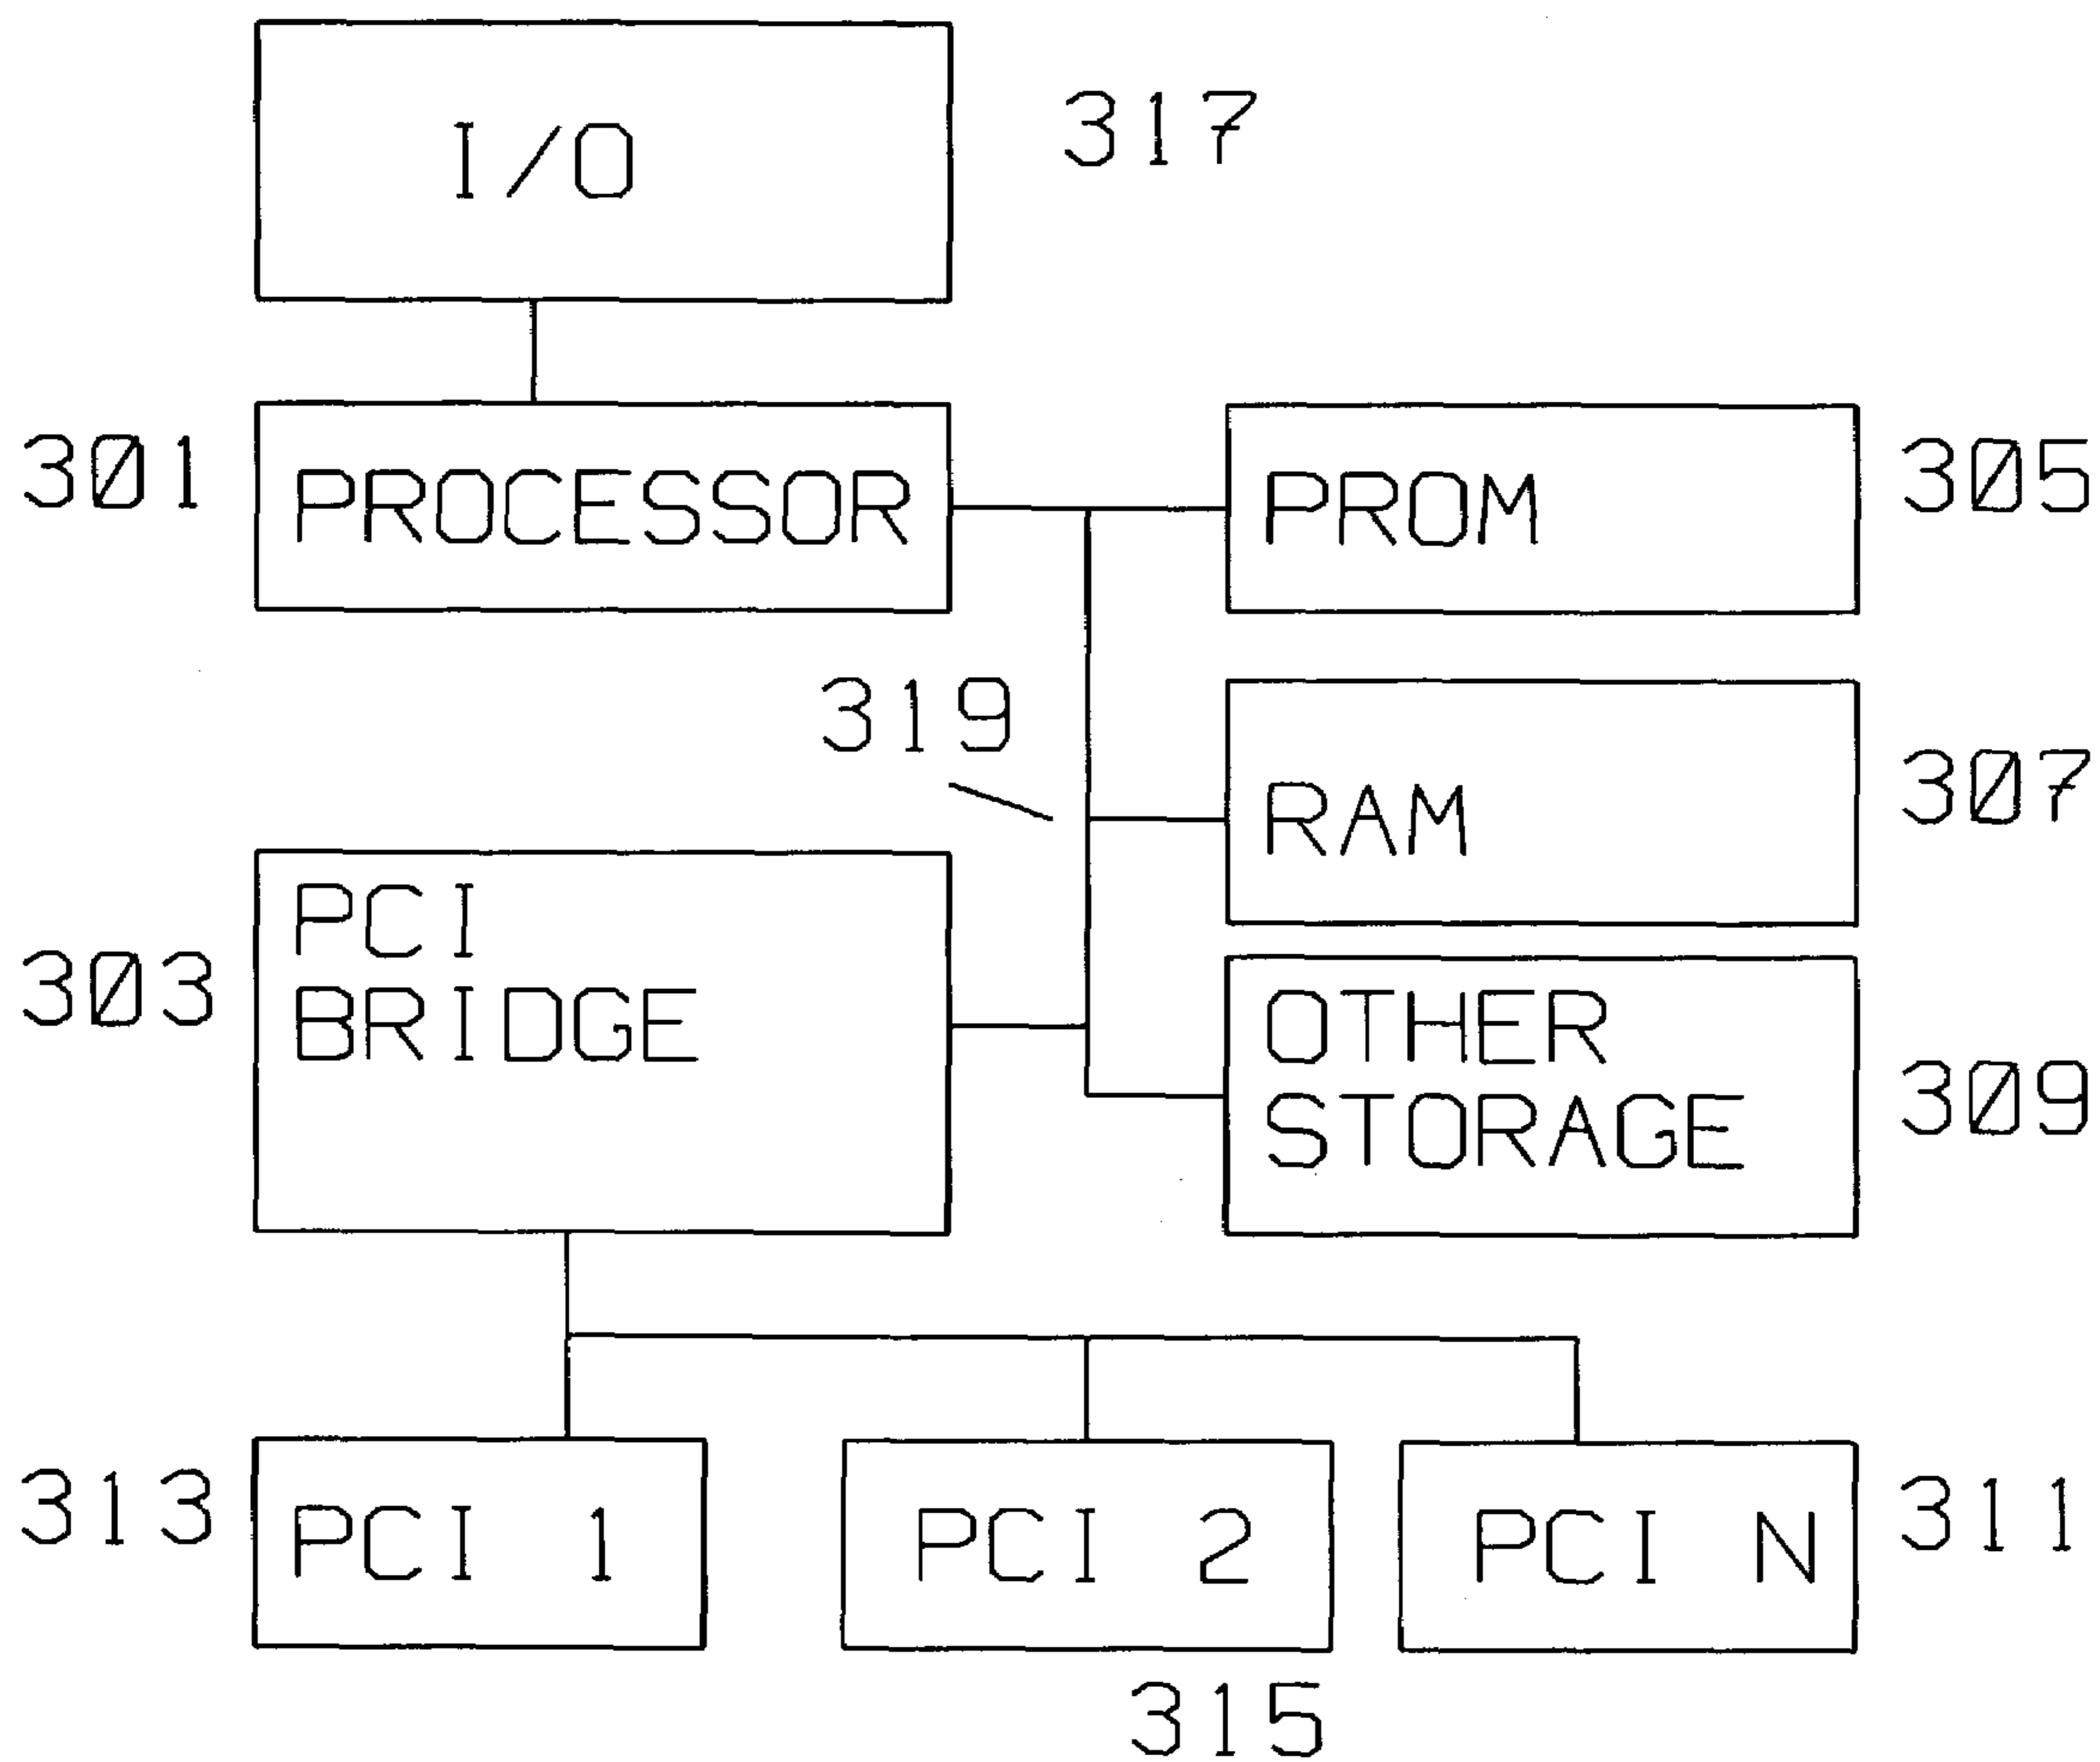 I/O
317
301
PROCESSOR
PROM
305
319
RAM
307
303
PCI
BRIDGE
OTHER
STORAGE
309
313
PCI 1
PCI 2
PCI N
311
315